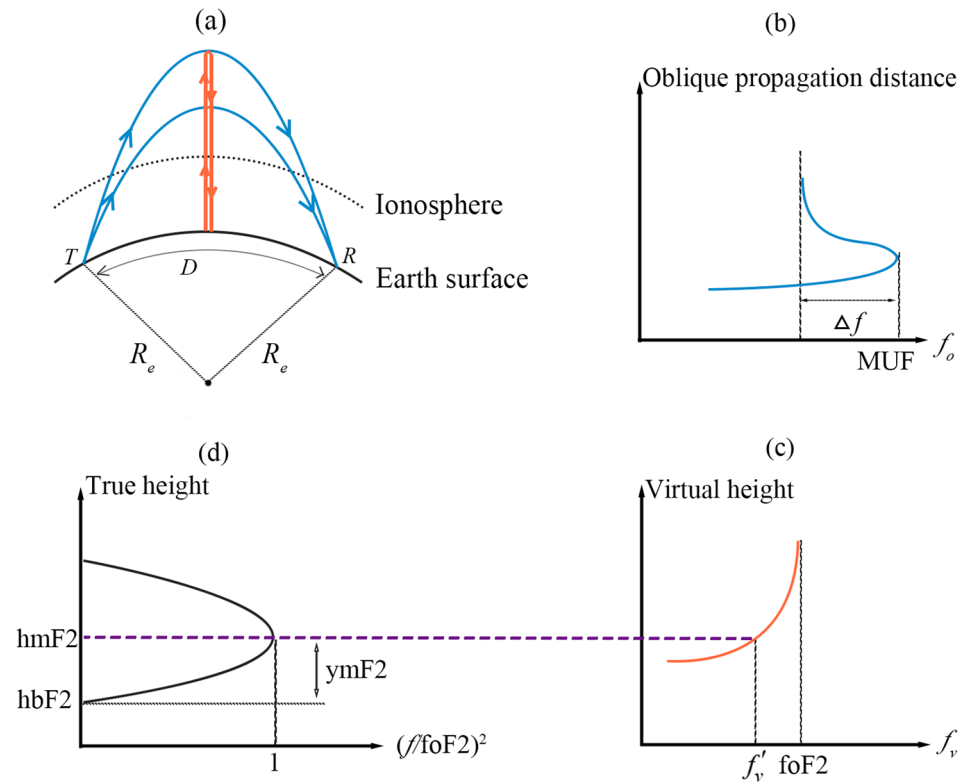 (a)
Ionosphere
T
D
R
Earth surface
R_e
R_e
(b)
Oblique propagation distance
Δf
MUF
f_o
(d)
True height
hmF2
ymF2
hbF2
1
(f/foF2)²
(c)
Virtual height
f_v′
foF2
f_v